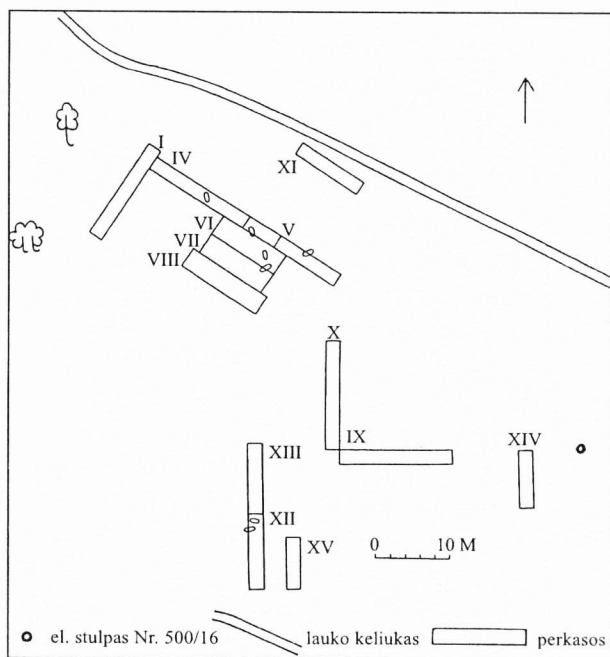 I
IV
XI
VI
V
VII
VIII
X
IX
XIV
XIII
XII
XV
0 10 M
el. stulpas Nr. 500/16 lauko keliukas perkasos